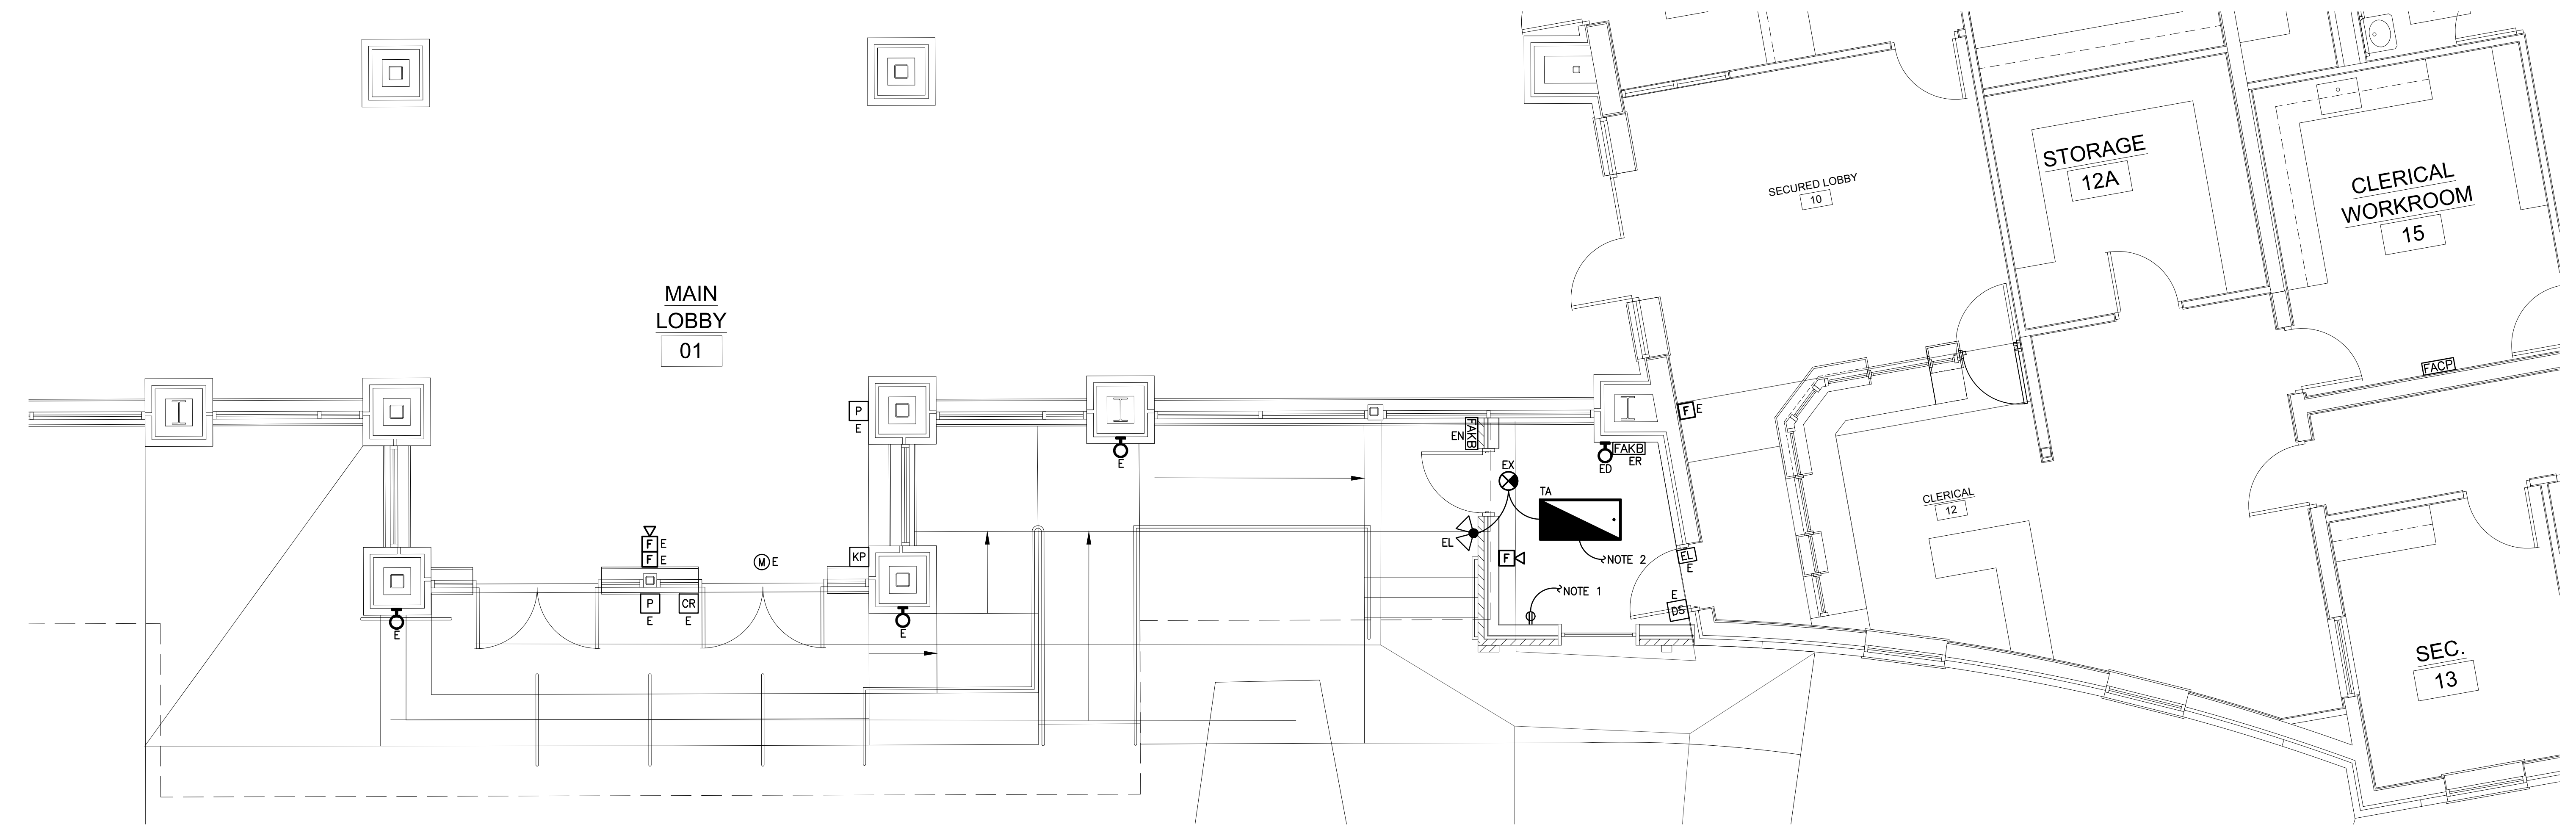 STORAGE
12A
CLERICAL
WORKROOM
15
SECURED LOBBY
10
MAIN
LOBBY
01
FACP
P
E
F E
E
EN
FAKB
FAKB
ED
ER
EX
TA
CLERICAL
12
EL
F E
F E
M E
KP
F
NOTE 2
EL
E
NOTE 1
E
DS
P
E
CR
E
E
E
SEC.
13